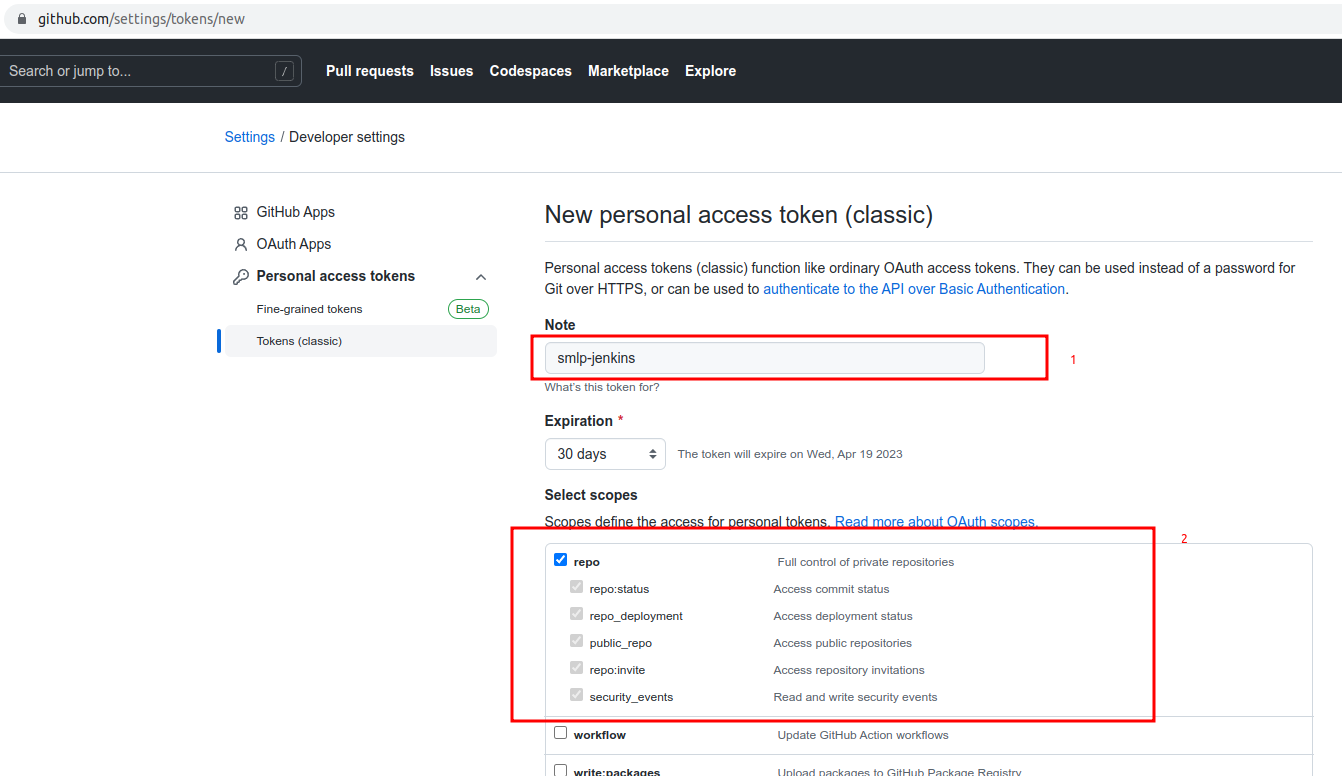 github.com/settings/tokens/new
Search or jump to... /
Pull requests Issues Codespaces Marketplace Explore
Settings / Developer settings
GitHub Apps
OAuth Apps
Personal access tokens
Fine-grained tokens Beta
Tokens (classic)
New personal access token (classic)
Personal access tokens (classic) function like ordinary OAuth access tokens. They can be used instead of a password for
Git over HTTPS, or can be used to authenticate to the API over Basic Authentication.
Note
smlp-jenkins
1
What's this token for?
Expiration *
30 days The token will expire on Wed, Apr 19 2023
Select scopes
Scopes define the access for personal tokens. Read more about OAuth scopes.
2
repo Full control of private repositories
repo:status Access commit status
repo_deployment Access deployment status
public_repo Access public repositories
repo:invite Access repository invitations
security_events Read and write security events
workflow Update GitHub Action workflows
write:packages Upload packages to GitHub Package Registry